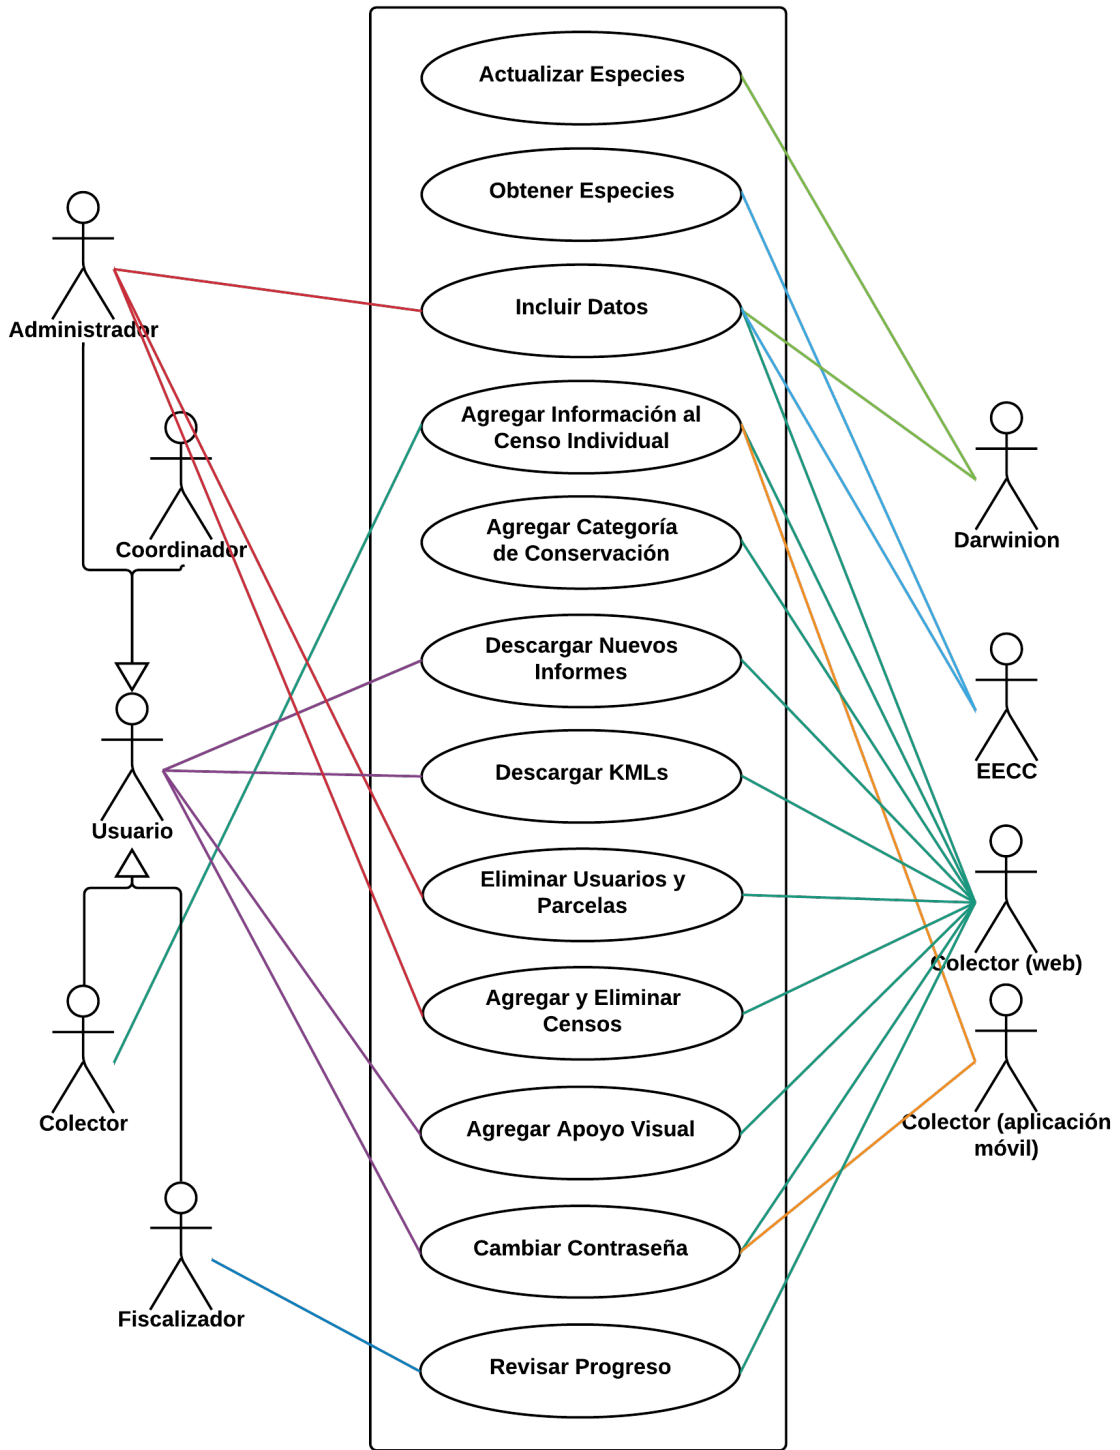 Actualizar Especies
Obtener Especies
Incluir Datos
Agregar Información al
Censo Individual
Agregar Categoría
de Conservación
Descargar Nuevos
Informes
Descargar KMLs
Eliminar Usuarios y
Parcelas
Agregar y Eliminar
Censos
Agregar Apoyo Visual
Cambiar Contraseña
Revisar Progreso
Administrador
Coordinador
Usuario
Colector
Fiscalizador
Darwinion
EECC
Colector (web)
Colector (aplicación
móvil)